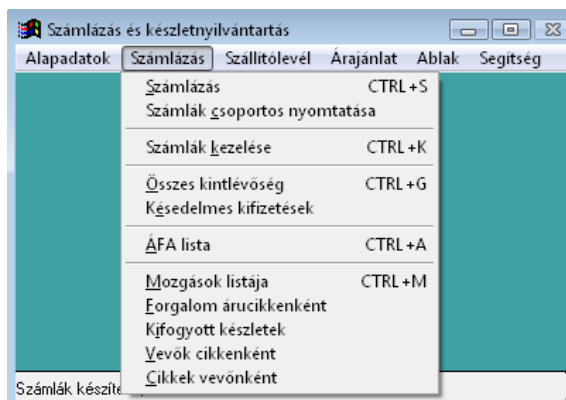 Számlázás és készletnyilvántartás
Alapadatok Számlázás Szállítólevél Árajánlat Ablak Segítség
Számlázás CTRL+S
Számlák csoportos nyomtatása
Számlák kezelése CTRL+K
Összes kintlévőség CTRL+G
Késedelmes kifizetések
ÁFA lista CTRL+A
Mozgások listája CTRL+M
Forgalom árucikkenként
Kifogyott készletek
Vevők cikkenként
Cikkek vevőnként
Számlák